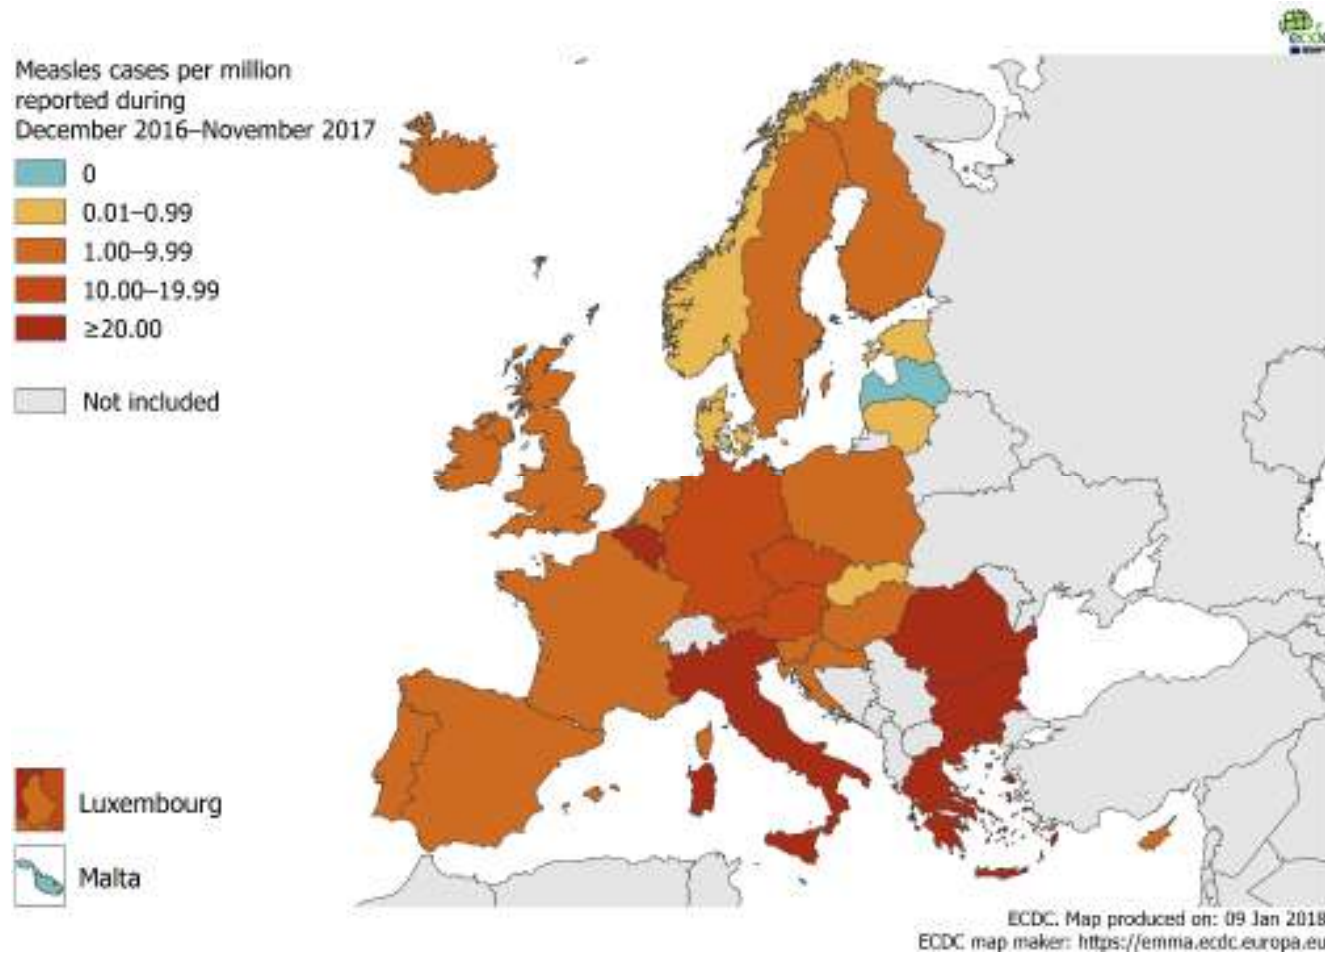 Measles cases per million
reported during
December 2016–November 2017
0
0.01–0.99
1.00–9.99
10.00–19.99
≥20.00
Not included
Luxembourg
Malta
ECDC. Map produced on: 09 Jan 2018
ECDC map maker: https://emma.ecdc.europa.eu